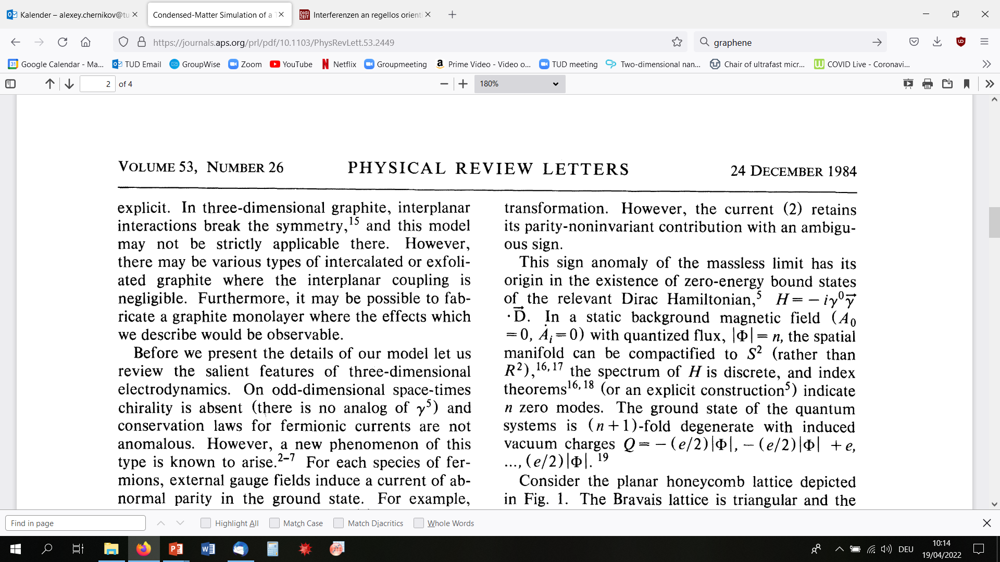 Kalender – alexey.chernikov@tu
Condensed-Matter Simulation of a T
DIGI ZEIT
Interferenzen an regellos orienti
https://journals.aps.org/prl/pdf/10.1103/PhysRevLett.53.2449
graphene
31 Google Calendar - Ma...
TUD Email
GroupWise
Zoom
YouTube
Netflix
Groupmeeting
Prime Video - Video o...
TUD meeting
Two-dimensional nan...
Chair of ultrafast micr...
COVID Live - Coronavi...
2 of 4
180%
VOLUME 53, NUMBER 26
PHYSICAL REVIEW LETTERS
24 DECEMBER 1984
explicit. In three-dimensional graphite, interplanar
interactions break the symmetry,¹⁵ and this model
may not be strictly applicable there. However,
there may be various types of intercalated or exfoli-
ated graphite where the interplanar coupling is
negligible. Furthermore, it may be possible to fab-
ricate a graphite monolayer where the effects which
we describe would be observable.
Before we present the details of our model let us
review the salient features of three-dimensional
electrodynamics. On odd-dimensional space-times
chirality is absent (there is no analog of γ⁵) and
conservation laws for fermionic currents are not
anomalous. However, a new phenomenon of this
type is known to arise.²⁻⁷ For each species of fer-
mions, external gauge fields induce a current of ab-
normal parity in the ground state. For example,
transformation. However, the current (2) retains
its parity-noninvariant contribution with an ambigu-
ous sign.
This sign anomaly of the massless limit has its
origin in the existence of zero-energy bound states
of the relevant Dirac Hamiltonian,⁵ H = − iγ⁰γ⃗
·D⃗. In a static background magnetic field (A₀
= 0, Ȧᵢ = 0) with quantized flux, |Φ| = n, the spatial
manifold can be compactified to S² (rather than
R²),¹⁶,¹⁷ the spectrum of H is discrete, and index
theorems¹⁶,¹⁸ (or an explicit construction⁵) indicate
n zero modes. The ground state of the quantum
systems is (n + 1)-fold degenerate with induced
vacuum charges Q = − (e/2)|Φ|, − (e/2)|Φ| + e,
..., (e/2)|Φ|.¹⁹
Consider the planar honeycomb lattice depicted
in Fig. 1. The Bravais lattice is triangular and the
Find in page
Highlight All
Match Case
Match Diacritics
Whole Words
DEU
10:14
19/04/2022